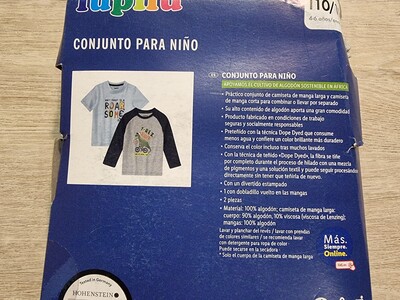 lupilu
110/1
4-6 años/
CONJUNTO PARA NIÑO
ES CONJUNTO PARA NIÑO
APOYAMOS EL CULTIVO DE ALGODÓN SOSTENIBLE EN ÁFRICA
• Práctico conjunto de camiseta de manga larga y camiseta
de manga corta para combinar o llevar por separado
• Su alto contenido de algodón aporta una gran comodidad
• Producto fabricado en condiciones de trabajo
seguras y socialmente responsables
• Preteñido con la técnica Dope Dyed que consume
menos agua y confiere un color brillante más duradero
• Conserva el color incluso tras muchos lavados
• Con la técnica de teñido «Dope Dyed», la fibra se tiñe
por completo durante el proceso de hilado con una mezcla
de pigmentos y una solución textil y puede seguir procesándose
directamente sin tener que teñirla de nuevo.
• Con un divertido estampado
• 1 con dobladillo vuelto en las mangas
• 2 piezas
• Material: 100% algodón; camiseta de manga larga:
cuerpo: 90% algodón, 10% viscosa (viscosa de Lenzing);
mangas: 100% algodón.
Lavar y planchar del revés / lavar con prendas
de colores similares / se recomienda lavar
con detergente para ropa de color /
Puede secarse en la secadora. *
* Solo el cuerpo de la camiseta de manga larga
Más.
Siempre.
Online.
Tested in Germany
HOHENSTEIN